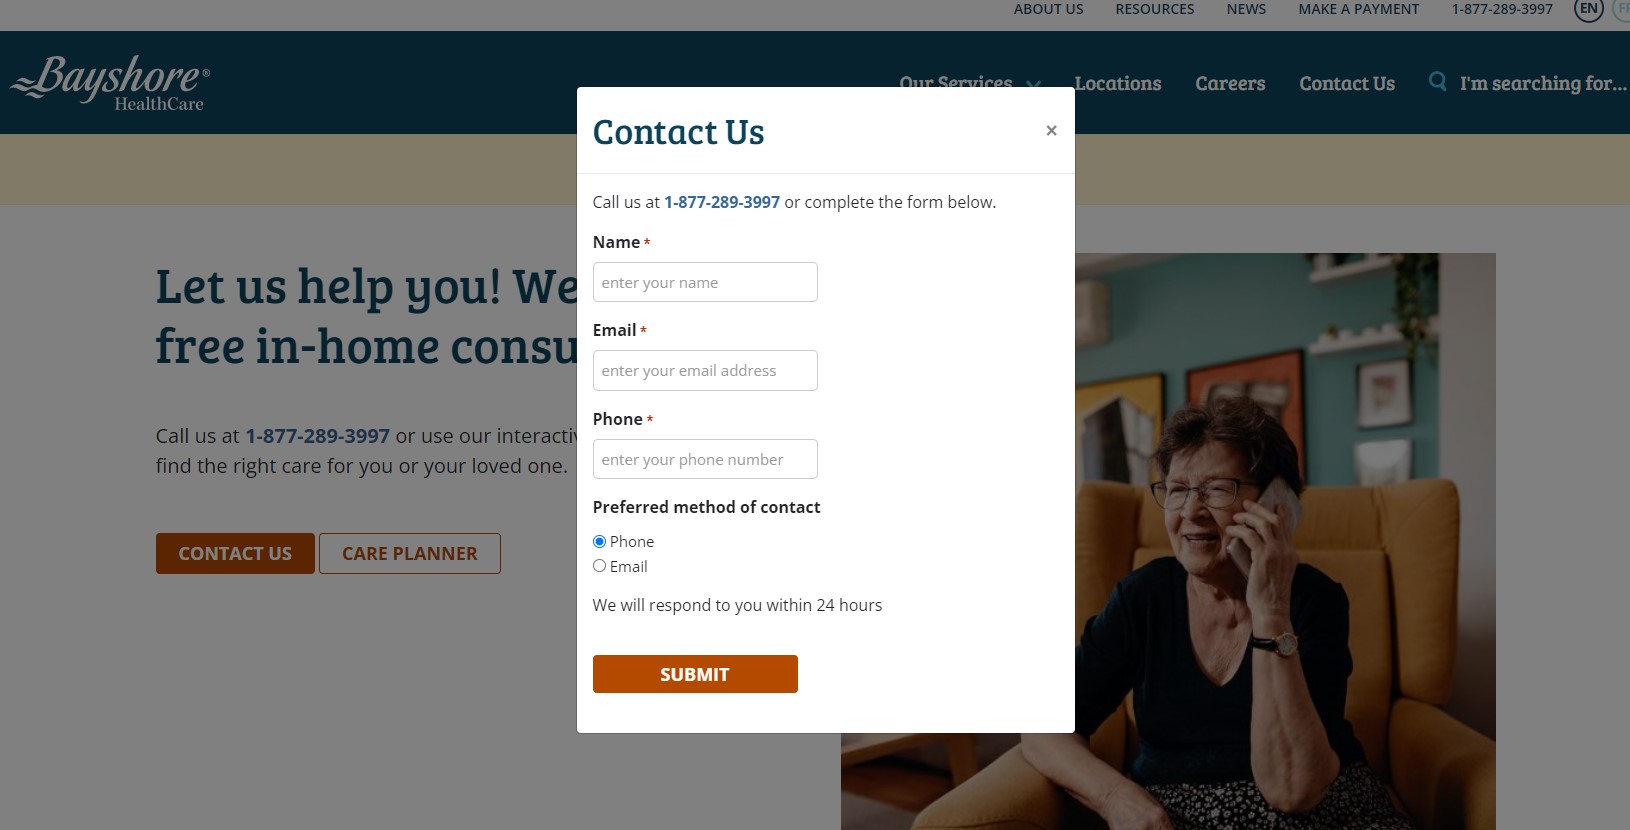 ABOUT US RESOURCES NEWS MAKE A PAYMENT 1-877-289-3997 EN FR
Bayshore®
HealthCare
Our Services Locations Careers Contact Us I'm searching for...
Contact Us ×
Call us at 1-877-289-3997 or complete the form below.
Name *
enter your name
Email *
enter your email address
Phone *
enter your phone number
Preferred method of contact
Phone
Email
We will respond to you within 24 hours
SUBMIT
Let us help you! We
free in-home consu
Call us at 1-877-289-3997 or use our interactiv
find the right care for you or your loved one.
CONTACT US CARE PLANNER